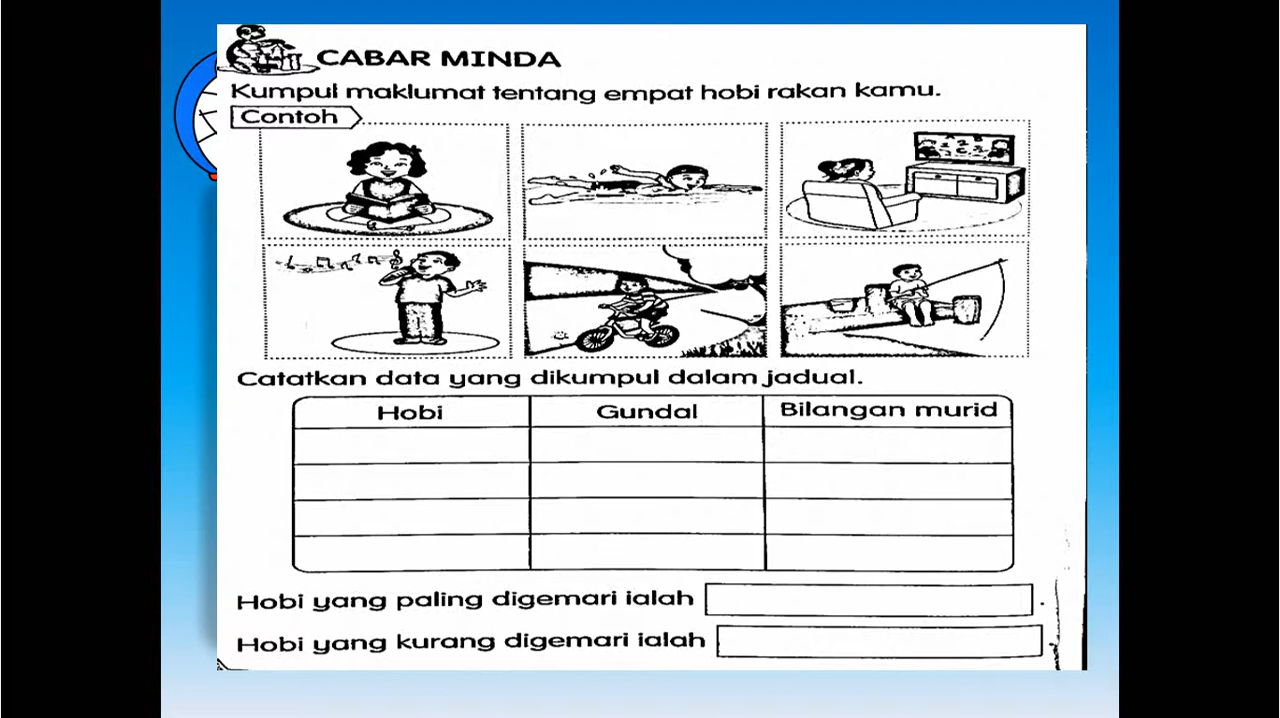 CABAR MINDA
Kumpul maklumat tentang empat hobi rakan kamu.
Contoh
Catatkan data yang dikumpul dalam jadual.
Hobi Gundal Bilangan murid
Hobi yang paling digemari ialah .
Hobi yang kurang digemari ialah